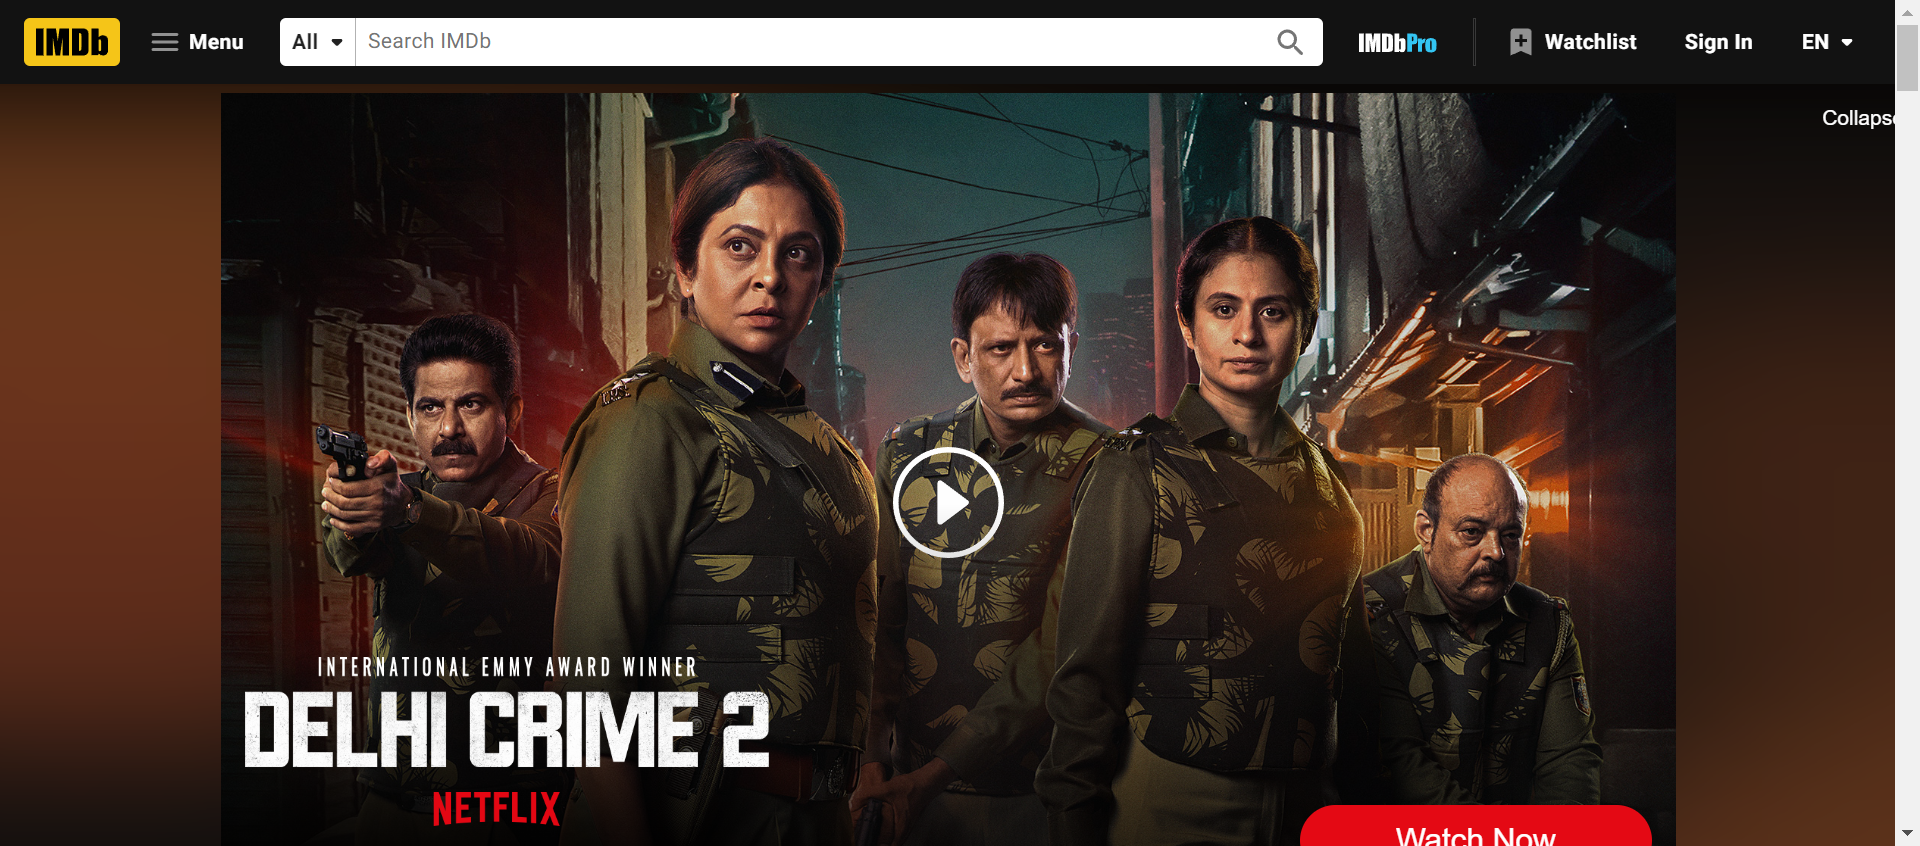 IMDb Menu All Search IMDb IMDbPro Watchlist Sign In EN
Collapse
INTERNATIONAL EMMY AWARD WINNER
DELHI CRIME 2
NETFLIX
Watch Now